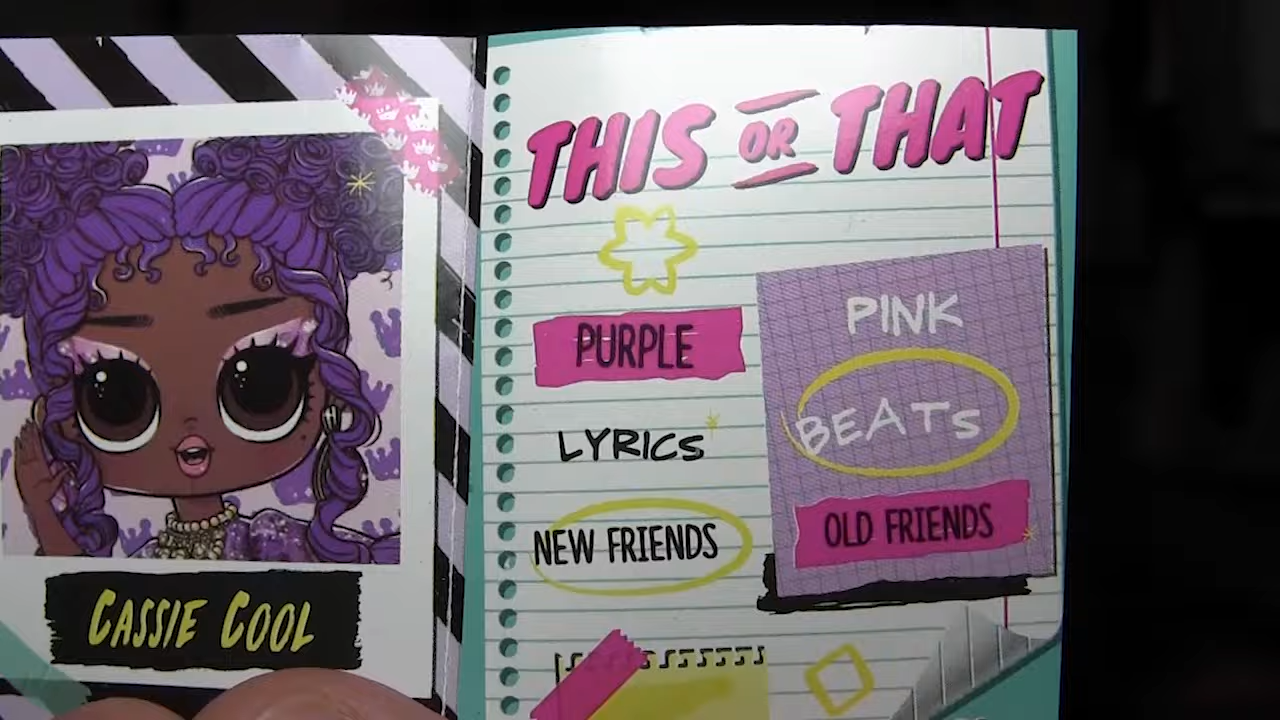 CASSIE COOL
THIS OR THAT
PURPLE
PINK
LYRICS
BEATS
NEW FRIENDS
OLD FRIENDS